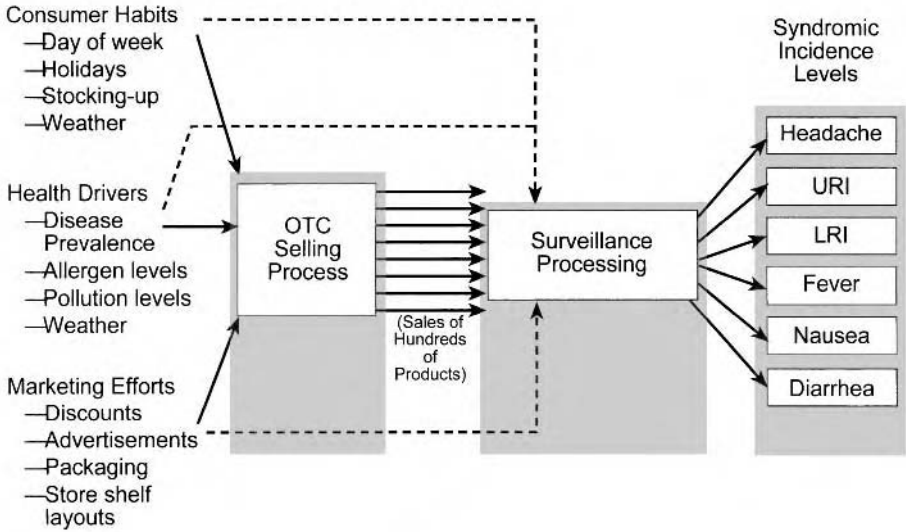 Consumer Habits
—Day of week
—Holidays
—Stocking-up
—Weather
Health Drivers
—Disease
Prevalence
—Allergen levels
—Pollution levels
—Weather
Marketing Efforts
—Discounts
—Advertisements
—Packaging
—Store shelf
layouts
OTC
Selling
Process
(Sales of
Hundreds
of
Products)
Surveillance
Processing
Syndromic
Incidence
Levels
Headache
URI
LRI
Fever
Nausea
Diarrhea